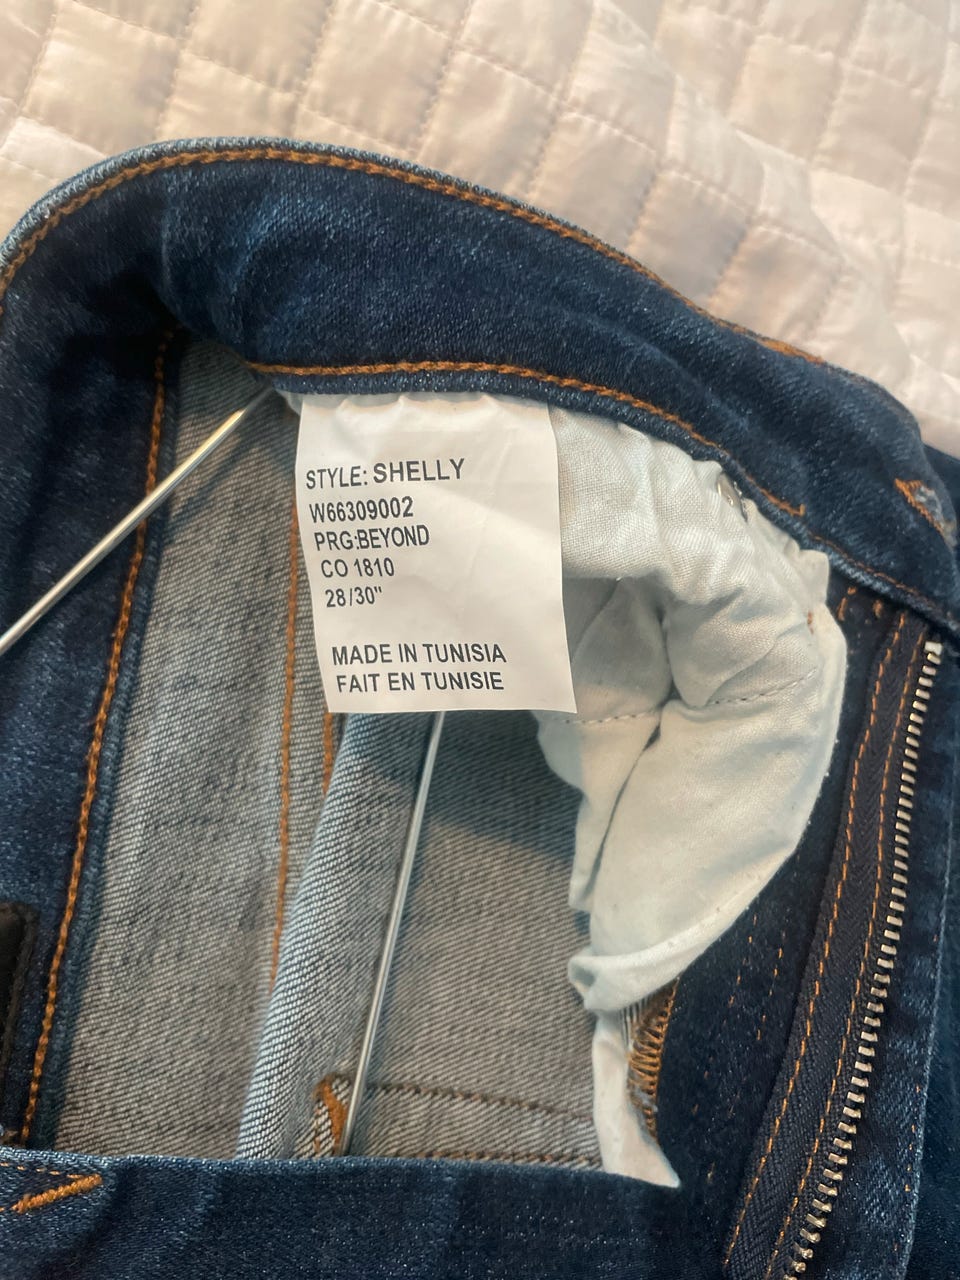 STYLE: SHELLY
W66309002
PRG:BEYOND
CO 1810
28/30"
MADE IN TUNISIA
FAIT EN TUNISIE